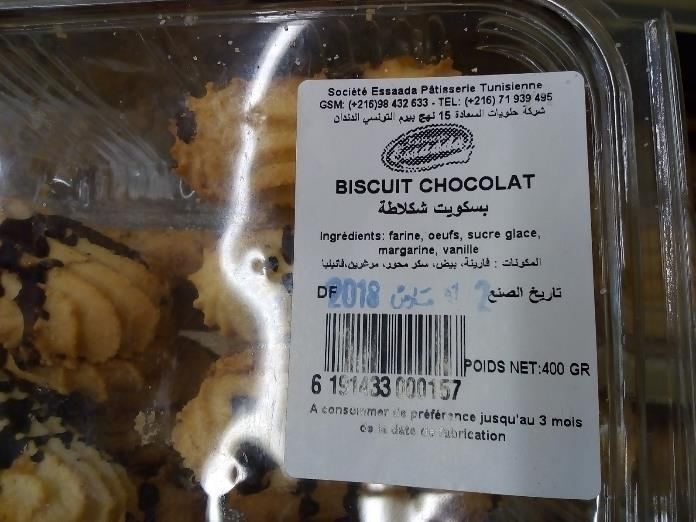 Société Essaada Pâtisserie Tunisienne
GSM: (+216)98 432 633 - TEL: (+216) 71 939 495
شركة حلويات السعادة 15 نهج بيرم التونسي الدندان
Essaada
BISCUIT CHOCOLAT
بسكويت شكلاطة
Ingrédients: farine, oeufs, sucre glace,
margarine, vanille
المكونات : فارينة، بيض، سكر محور، مرغرين،فانيليا
DF 2018 مارس تاريخ الصنع
POIDS NET:400 GR
6 191433 000157
A consommer de préférence jusqu'au 3 mois
de la date de fabrication